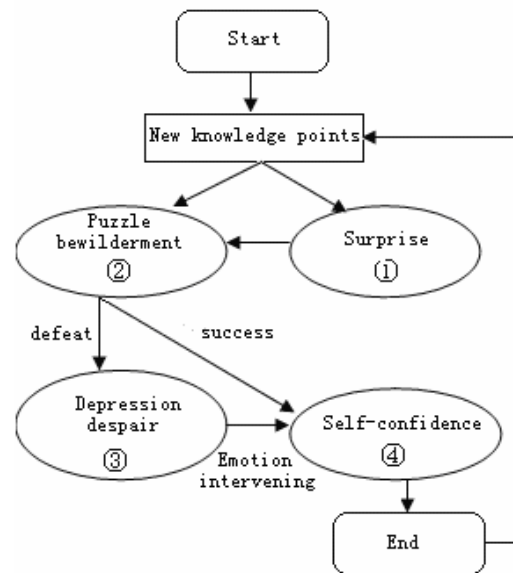 Start
New knowledge points
Puzzle
bewilderment
②
Surprise
①
defeat
success
Depression
despair
③
Self-confidence
④
Emotion
intervening
End